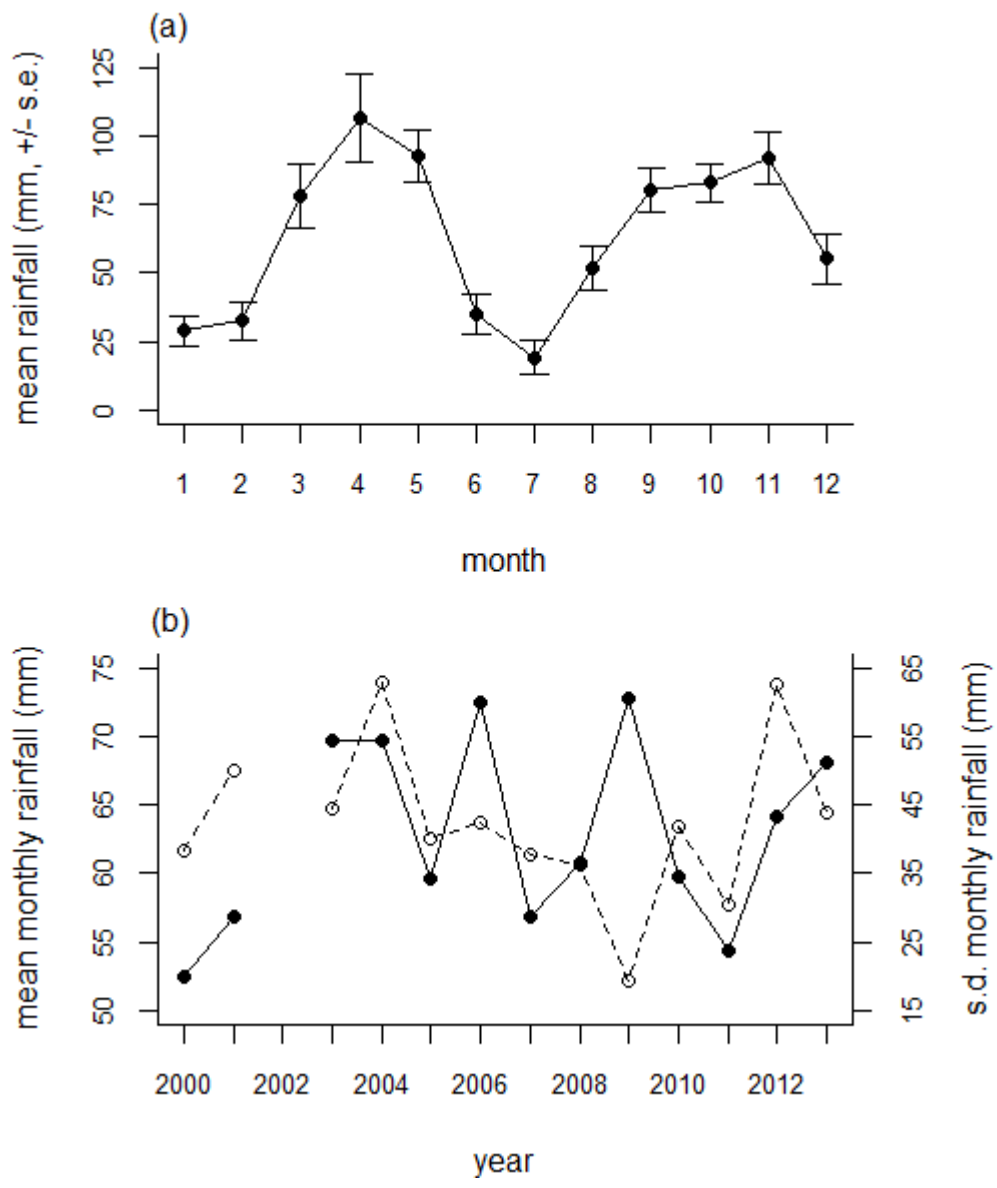 (a)
mean rainfall (mm, +/- s.e.)
125
100
75
50
25
0
1 2 3 4 5 6 7 8 9 10 11 12
month
(b)
mean monthly rainfall (mm)
75
70
65
60
55
50
65
55
45
35
25
15
s.d. monthly rainfall (mm)
2000 2002 2004 2006 2008 2010 2012
year